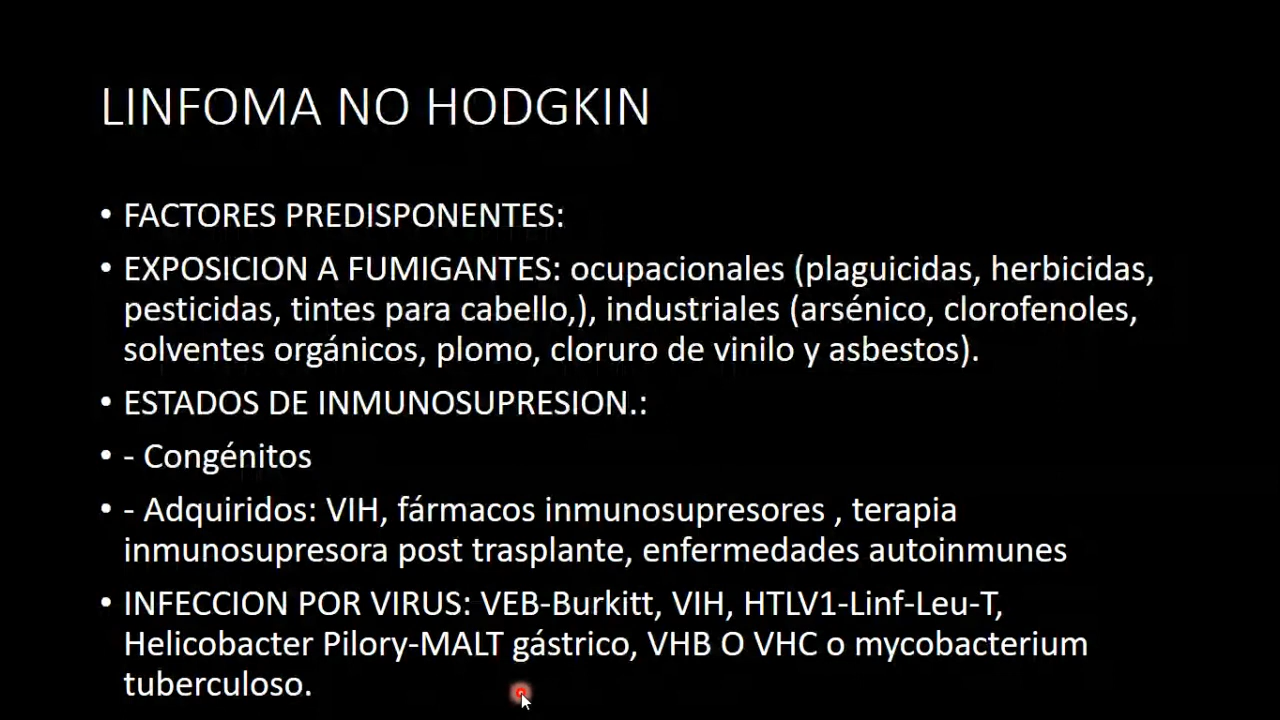 LINFOMA NO HODGKIN
• FACTORES PREDISPONENTES:
• EXPOSICION A FUMIGANTES: ocupacionales (plaguicidas, herbicidas,
pesticidas, tintes para cabello,), industriales (arsénico, clorofenoles,
solventes orgánicos, plomo, cloruro de vinilo y asbestos).
• ESTADOS DE INMUNOSUPRESION.:
• - Congénitos
• - Adquiridos: VIH, fármacos inmunosupresores , terapia
inmunosupresora post trasplante, enfermedades autoinmunes
• INFECCION POR VIRUS: VEB-Burkitt, VIH, HTLV1-Linf-Leu-T,
Helicobacter Pilory-MALT gástrico, VHB O VHC o mycobacterium
tuberculoso.